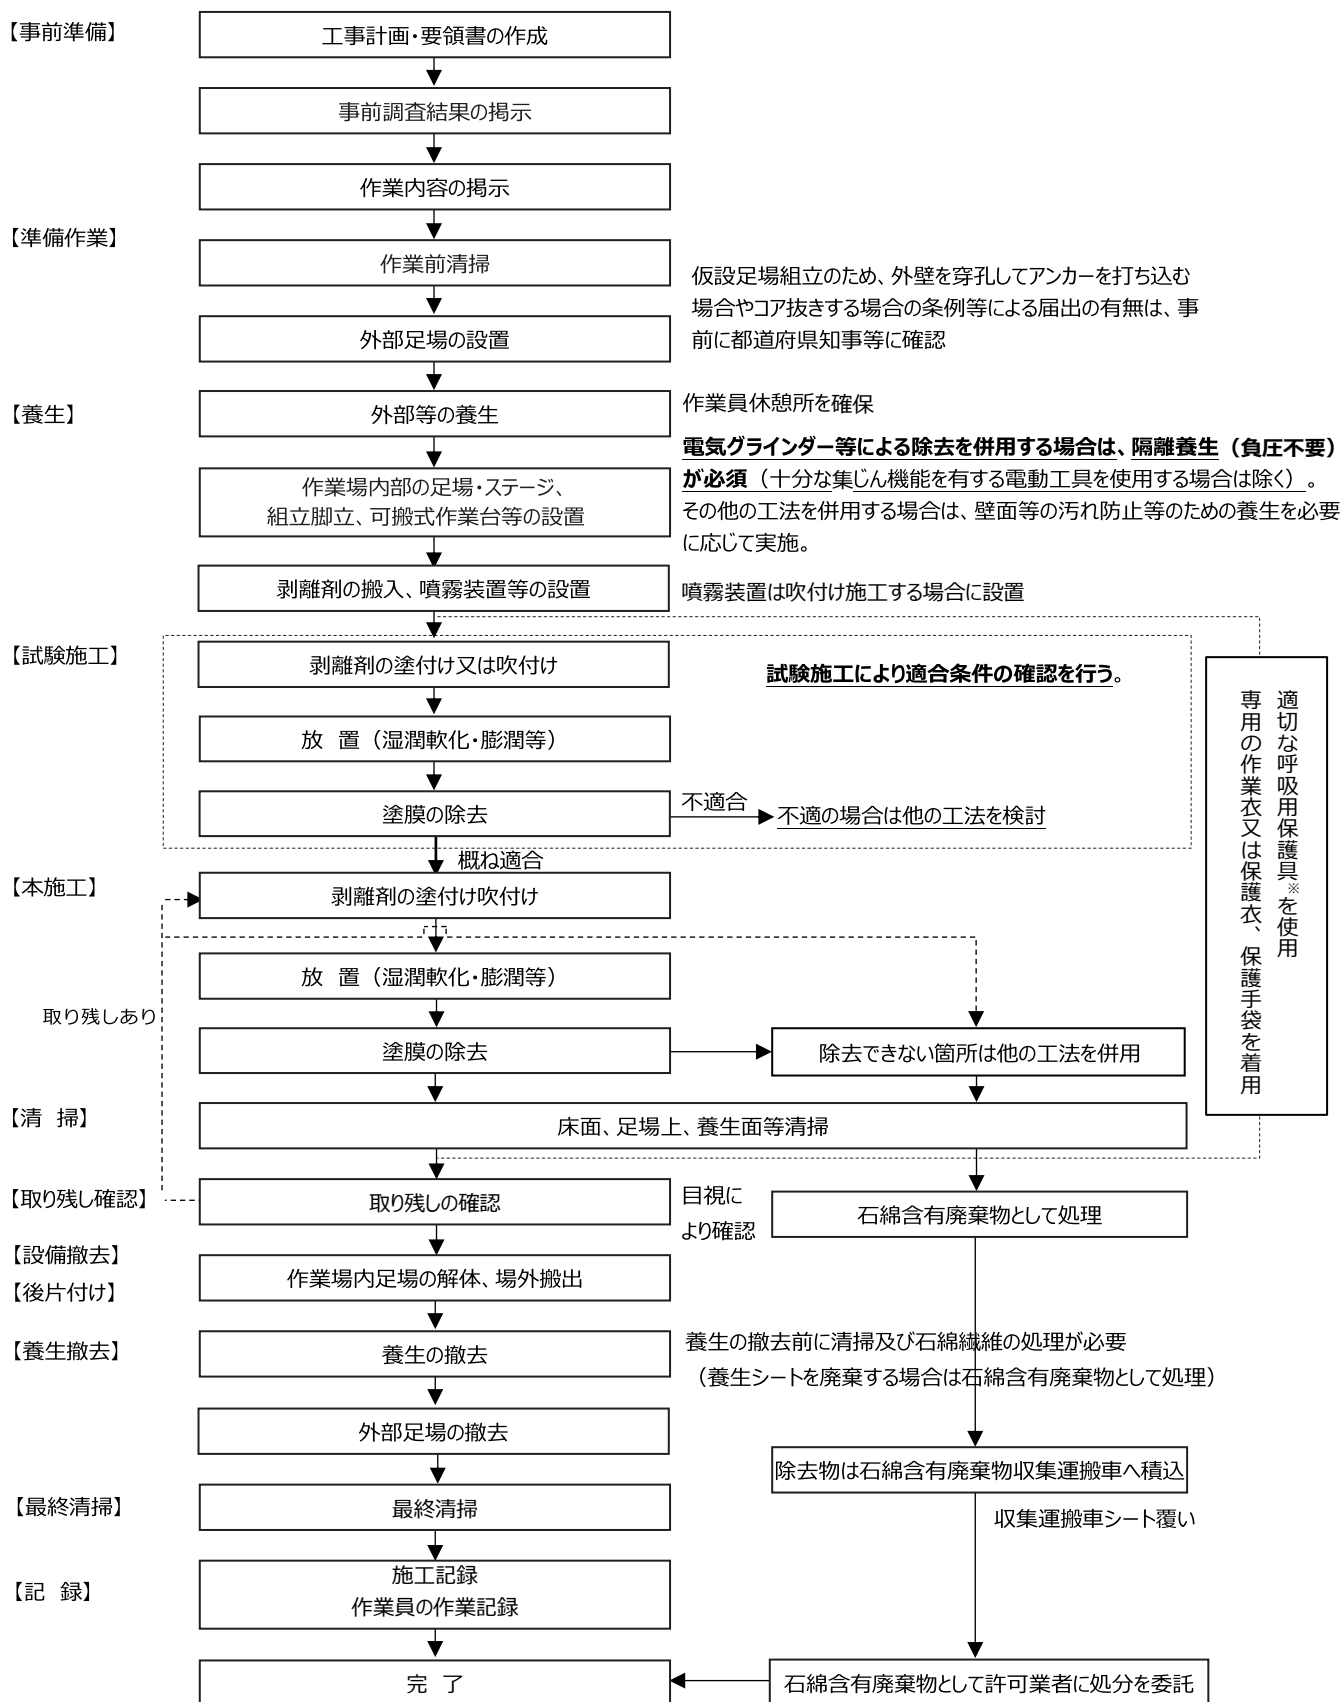 【事前準備】
工事計画・要領書の作成
事前調査結果の掲示
作業内容の掲示
【準備作業】
作業前清掃
仮設足場組立のため、外壁を穿孔してアンカーを打ち込む
場合やコア抜きする場合の条例等による届出の有無は、事
前に都道府県知事等に確認
外部足場の設置
【養生】
外部等の養生
作業員休憩所を確保
電気グラインダー等による除去を併用する場合は、隔離養生（負圧不要）
が必須（十分な集じん機能を有する電動工具を使用する場合は除く）。
その他の工法を併用する場合は、壁面等の汚れ防止等のための養生を必要
に応じて実施。
作業場内部の足場・ステージ、
組立脚立、可搬式作業台等の設置
剥離剤の搬入、噴霧装置等の設置
噴霧装置は吹付け施工する場合に設置
【試験施工】
剥離剤の塗付け又は吹付け
試験施工により適合条件の確認を行う。
放　置（湿潤軟化・膨潤等）
塗膜の除去
不適合
不適の場合は他の工法を検討
概ね適合
適切な呼吸用保護具※を使用
専用の作業衣又は保護衣、保護手袋を着用
【本施工】
剥離剤の塗付け吹付け
放　置（湿潤軟化・膨潤等）
取り残しあり
塗膜の除去
除去できない箇所は他の工法を併用
【清　掃】
床面、足場上、養生面等清掃
【取り残し確認】
取り残しの確認
目視に
より確認
石綿含有廃棄物として処理
【設備撤去】
【後片付け】
作業場内足場の解体、場外搬出
【養生撤去】
養生の撤去
養生の撤去前に清掃及び石綿繊維の処理が必要
（養生シートを廃棄する場合は石綿含有廃棄物として処理）
外部足場の撤去
除去物は石綿含有廃棄物収集運搬車へ積込
収集運搬車シート覆い
【最終清掃】
最終清掃
【記　録】
施工記録
作業員の作業記録
完　了
石綿含有廃棄物として許可業者に処分を委託